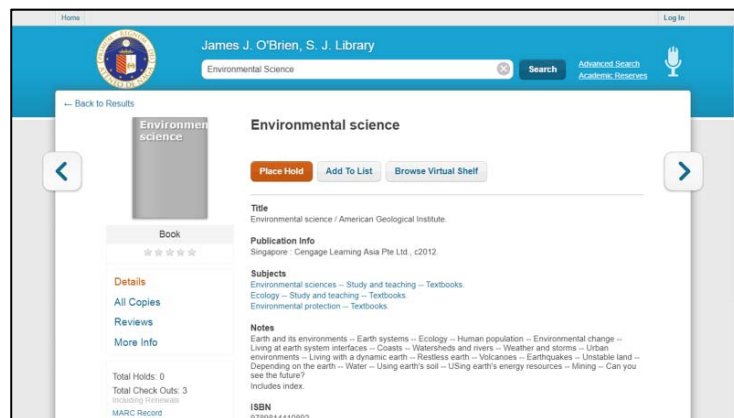 Home
Log In
James J. O'Brien, S. J. Library
Environmental Science
Search
Advanced Search
Academic Reserves
← Back to Results
Environmen
science
Environmental science
Place Hold
Add To List
Browse Virtual Shelf
Title
Environmental science / American Geological Institute.
Book
Publication Info
Singapore : Cengage Learning Asia Pte Ltd., c2012.
Details
All Copies
Reviews
More Info
Subjects
Environmental sciences -- Study and teaching -- Textbooks.
Ecology -- Study and teaching -- Textbooks.
Environmental protection -- Textbooks.
Notes
Earth and its environments -- Earth systems -- Ecology -- Human population -- Environmental change --
Living at earth system interfaces -- Coasts -- Watersheds and rivers -- Weather and storms -- Urban
environments -- Living with a dynamic earth -- Restless earth -- Volcanoes -- Earthquakes -- Unstable land --
Depending on the earth -- Water -- Using earth's soil -- USing earth's energy resources -- Mining -- Can you
see the future?
Includes index.
Total Holds: 0
Total Check Outs: 3
Including Renewals
MARC Record
ISBN